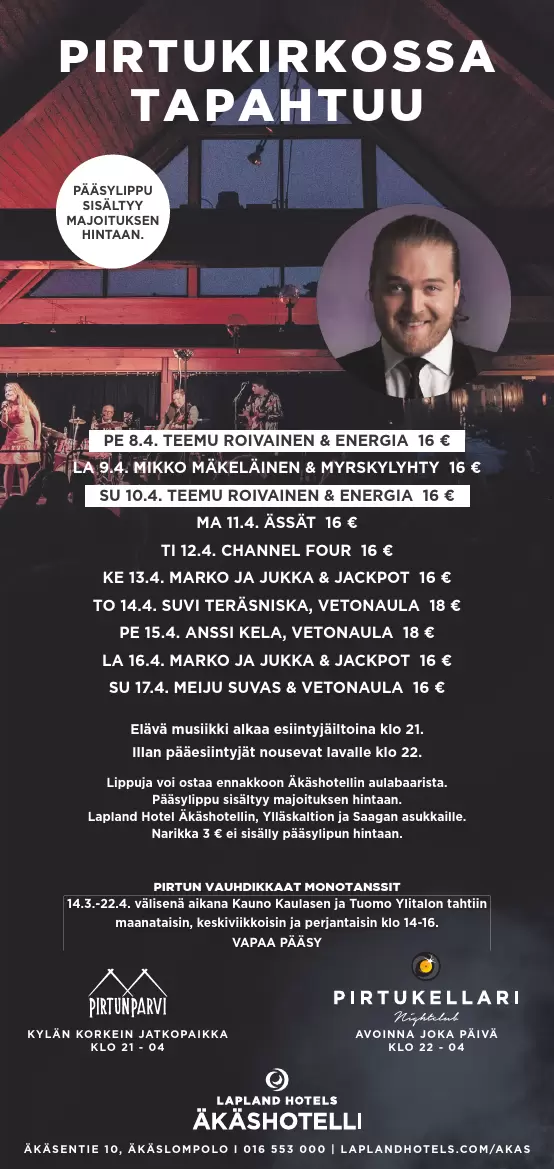 PIRTUKIRKOSSA
TAPAHTUU
PÄÄSYLIPPU
SISÄLTYY
MAJOITUKSEN
HINTAAN.
PE 8.4. TEEMU ROIVAINEN & ENERGIA 16 €
LA 9.4. MIKKO MÄKELÄINEN & MYRSKYLYHTY 16 €
SU 10.4. TEEMU ROIVAINEN & ENERGIA 16 €
MA 11.4. ÄSSÄT 16 €
TI 12.4. CHANNEL FOUR 16 €
KE 13.4. MARKO JA JUKKA & JACKPOT 16 €
TO 14.4. SUVI TERÄSNISKA, VETONAULA 18 €
PE 15.4. ANSSI KELA, VETONAULA 18 €
LA 16.4. MARKO JA JUKKA & JACKPOT 16 €
SU 17.4. MEIJU SUVAS & VETONAULA 16 €
Elävä musiikki alkaa esiintyjäiltoina klo 21.
Illan pääesiintyjät nousevat lavalle klo 22.
Lippuja voi ostaa ennakkoon Äkäshotellin aulabaarista.
Pääsylippu sisältyy majoituksen hintaan.
Lapland Hotel Äkäshotellin, Ylläskaltion ja Saagan asukkaille.
Narikka 3 € ei sisälly pääsylipun hintaan.
PIRTUN VAUHDIKKAAT MONOTANSSIT
14.3.-22.4. välisenä aikana Kauno Kaulasen ja Tuomo Ylitalon tahtiin
maanataisin, keskiviikkoisin ja perjantaisin klo 14-16.
VAPAA PÄÄSY
PIRTUNPARVI
KYLÄN KORKEIN JATKOPAIKKA
KLO 21 - 04
PIRTUKELLARI
Nightclub
AVOINNA JOKA PÄIVÄ
KLO 22 - 04
LAPLAND HOTELS
ÄKÄSHOTELLI
ÄKÄSENTIE 10, ÄKÄSLOMPOLO I 016 553 000 | LAPLANDHOTELS.COM/AKAS